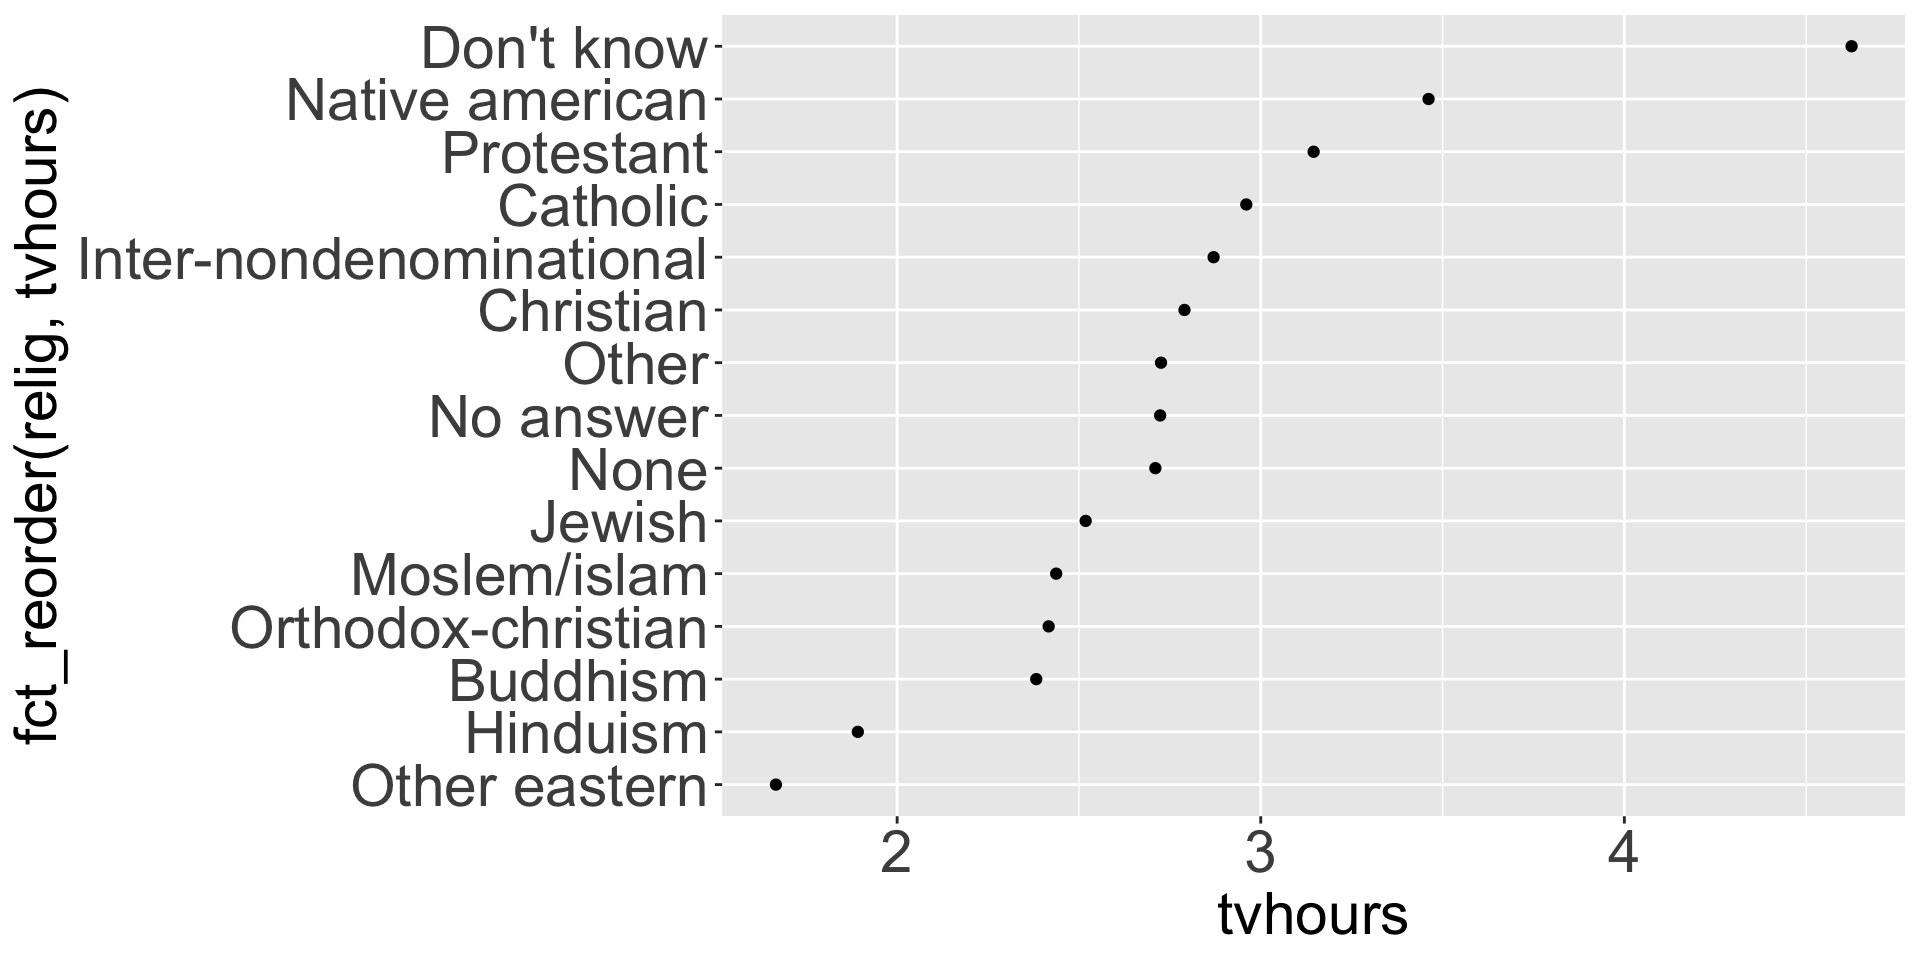 fct_reorder(relig, tvhours)
Don't know
Native american
Protestant
Catholic
Inter-nondenominational
Christian
Other
No answer
None
Jewish
Moslem/islam
Orthodox-christian
Buddhism
Hinduism
Other eastern
2 3 4
tvhours